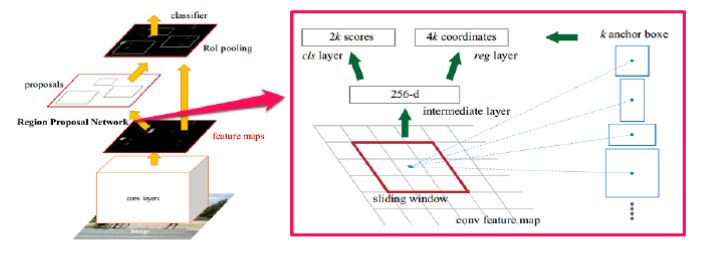 classifier
RoI pooling
proposals
Region Proposal Network
feature maps
conv layers
image
2k scores
4k coordinates
k anchor boxe
cls layer
reg layer
256-d
intermediate layer
sliding window
conv feature map